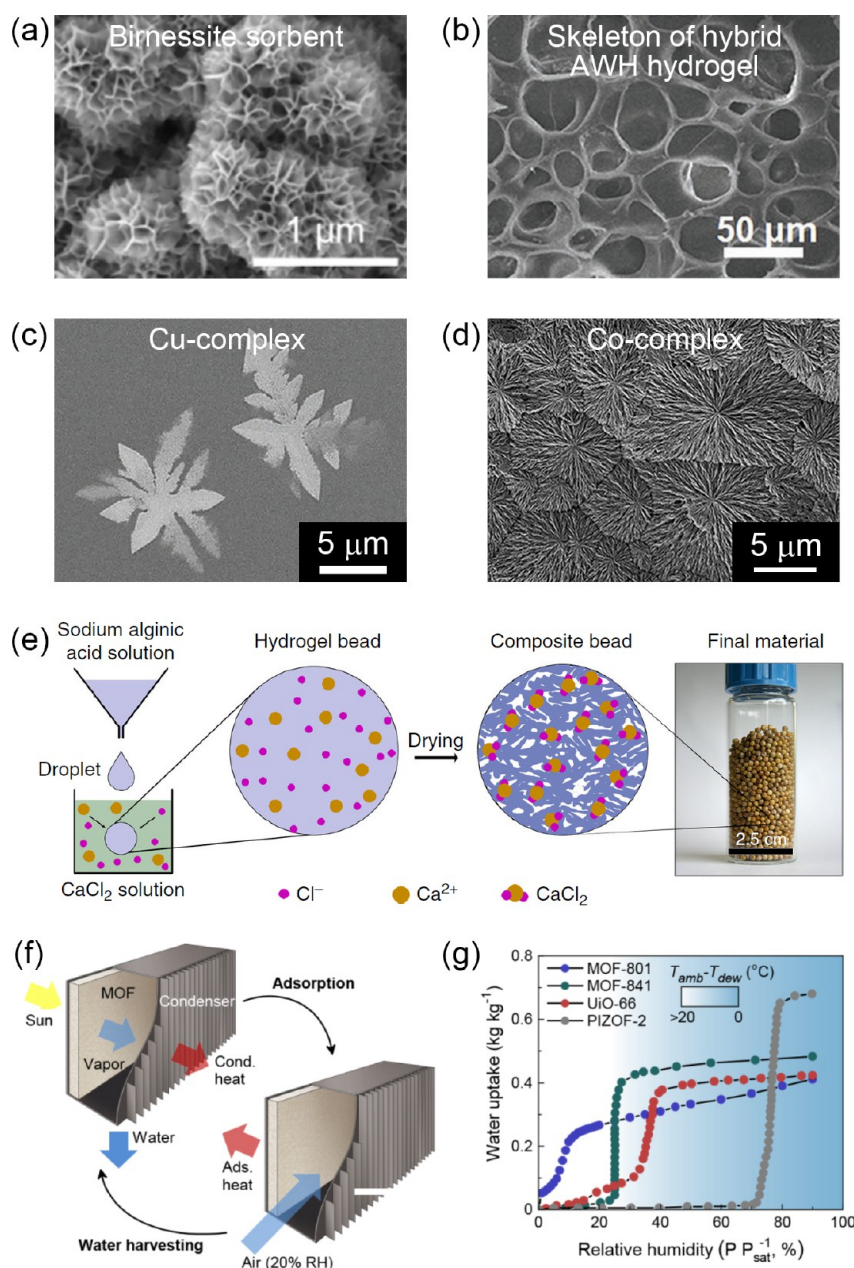 (a)
Birnessite sorbent
1 μm
(b)
Skeleton of hybrid
AWH hydrogel
50 μm
(c)
Cu-complex
5 μm
(d)
Co-complex
5 μm
(e)
Sodium alginic
acid solution
Droplet
CaCl2 solution
Hydrogel bead
Drying
Composite bead
Final material
2.5 cm
Cl−
Ca2+
CaCl2
(f)
Sun
MOF
Vapor
Condenser
Cond.
heat
Water
Adsorption
Ads.
heat
Water harvesting
Air (20% RH)
(g)
Water uptake (kg kg-1)
0.8
0.6
0.4
0.2
0
MOF-801
MOF-841
UiO-66
PIZOF-2
Tamb-Tdew (°C)
>20 0
0 20 40 60 80 100
Relative humidity (P Psat-1, %)